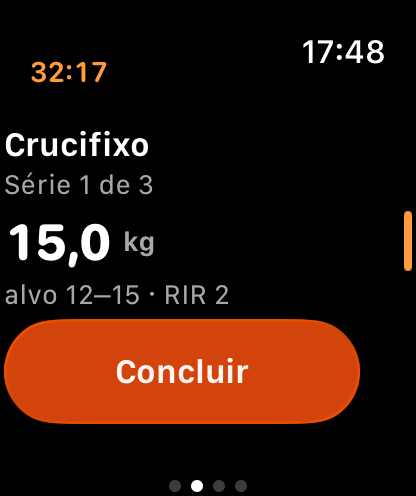 17:48
32:17
Crucifixo
Série 1 de 3
15,0 kg
alvo 12–15 · RIR 2
Concluir